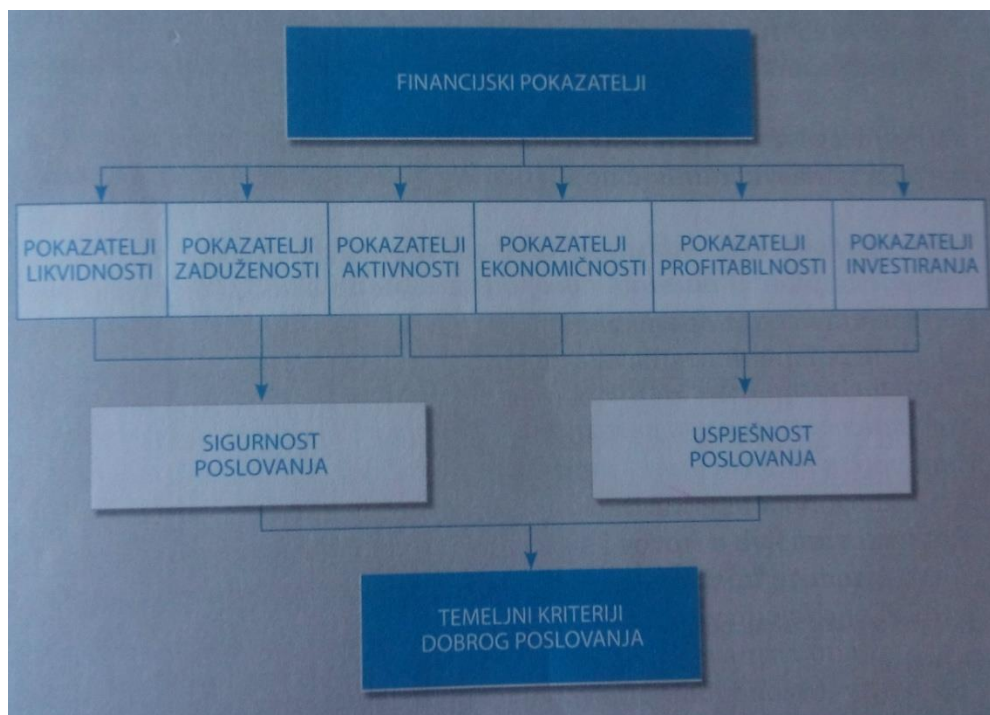 FINANCIJSKI POKAZATELJI
POKAZATELJI
LIKVIDNOSTI
POKAZATELJI
ZADUŽENOSTI
POKAZATELJI
AKTIVNOSTI
POKAZATELJI
EKONOMIČNOSTI
POKAZATELJI
PROFITABILNOSTI
POKAZATELJI
INVESTIRANJA
SIGURNOST
POSLOVANJA
USPJEŠNOST
POSLOVANJA
TEMELJNI KRITERIJI
DOBROG POSLOVANJA